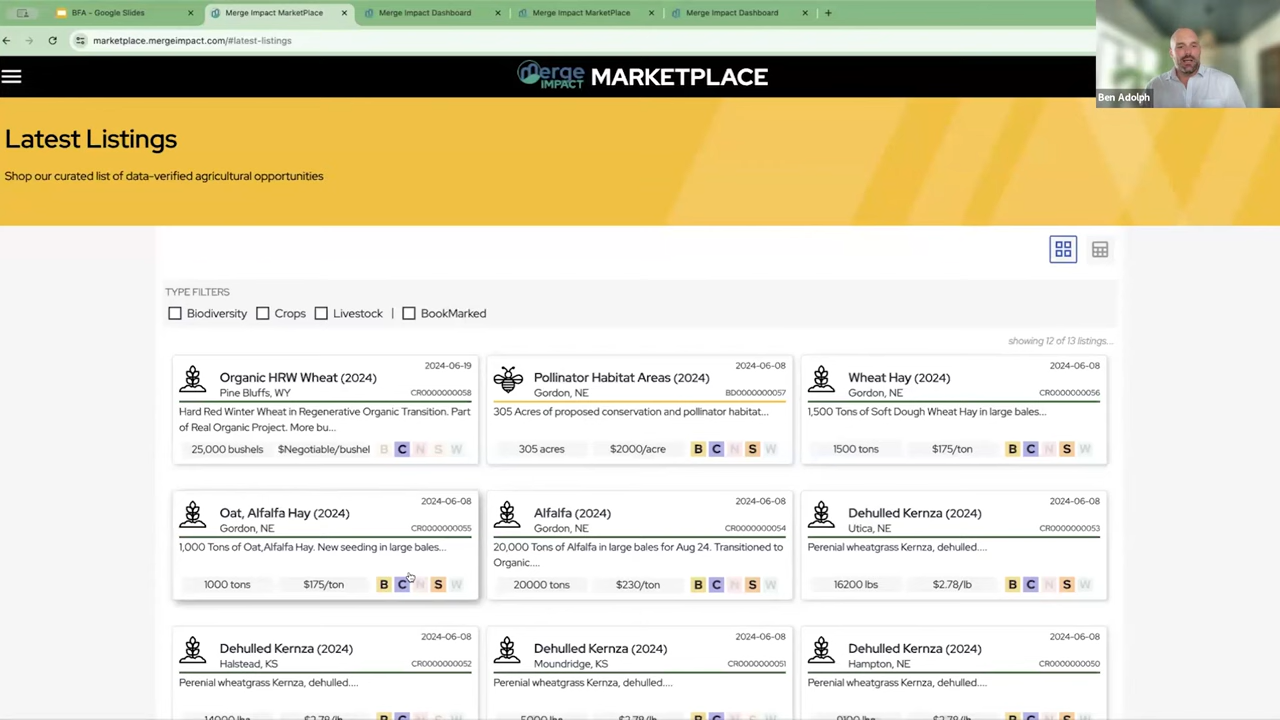 BFA - Google Slides
Merge Impact MarketPlace
Merge Impact Dashboard
Merge Impact MarketPlace
Merge Impact Dashboard
marketplace.mergeimpact.com/#latest-listings
merge IMPACT MARKETPLACE
Ben Adolph
Latest Listings
Shop our curated list of data-verified agricultural opportunities
TYPE FILTERS
Biodiversity Crops Livestock | BookMarked
showing 12 of 13 listings...
2024-06-19
Organic HRW Wheat (2024)
Pine Bluffs, WY CR0000000058
Hard Red Winter Wheat in Regenerative Organic Transition. Part
of Real Organic Project. More bu...
25,000 bushels $Negotiable/bushel B C N S W
2024-06-08
Pollinator Habitat Areas (2024)
Gordon, NE BD0000000057
305 Acres of proposed conservation and pollinator habitat...
305 acres $2000/acre B C N S W
2024-06-08
Wheat Hay (2024)
Gordon, NE CR0000000056
1,500 Tons of Soft Dough Wheat Hay in large bales...
1500 tons $175/ton B C N S W
2024-06-08
Oat, Alfalfa Hay (2024)
Gordon, NE CR0000000055
1,000 Tons of Oat,Alfalfa Hay. New seeding in large bales...
1000 tons $175/ton B C N S W
2024-06-08
Alfalfa (2024)
Gordon, NE CR0000000054
20,000 Tons of Alfalfa in large bales for Aug 24. Transitioned to
Organic....
20000 tons $230/ton B C N S W
2024-06-08
Dehulled Kernza (2024)
Utica, NE CR0000000053
Perenial wheatgrass Kernza, dehulled....
16200 lbs $2.78/lb B C N S W
2024-06-08
Dehulled Kernza (2024)
Halstead, KS CR0000000052
Perenial wheatgrass Kernza, dehulled....
2024-06-08
Dehulled Kernza (2024)
Moundridge, KS CR0000000051
Perenial wheatgrass Kernza, dehulled....
2024-06-08
Dehulled Kernza (2024)
Hampton, NE CR0000000050
Perenial wheatgrass Kernza, dehulled....